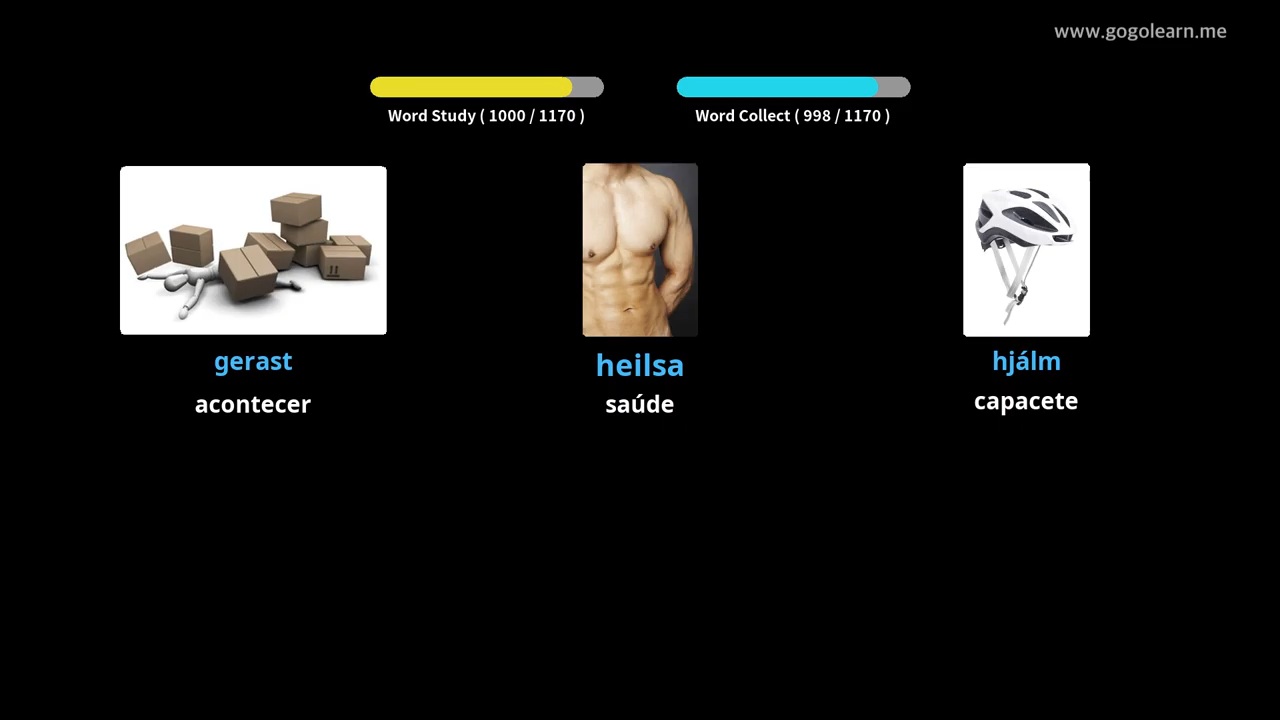 www.gogolearn.me
Word Study ( 1000 / 1170 )
Word Collect ( 998 / 1170 )
gerast
heilsa
hjálm
acontecer
saúde
capacete